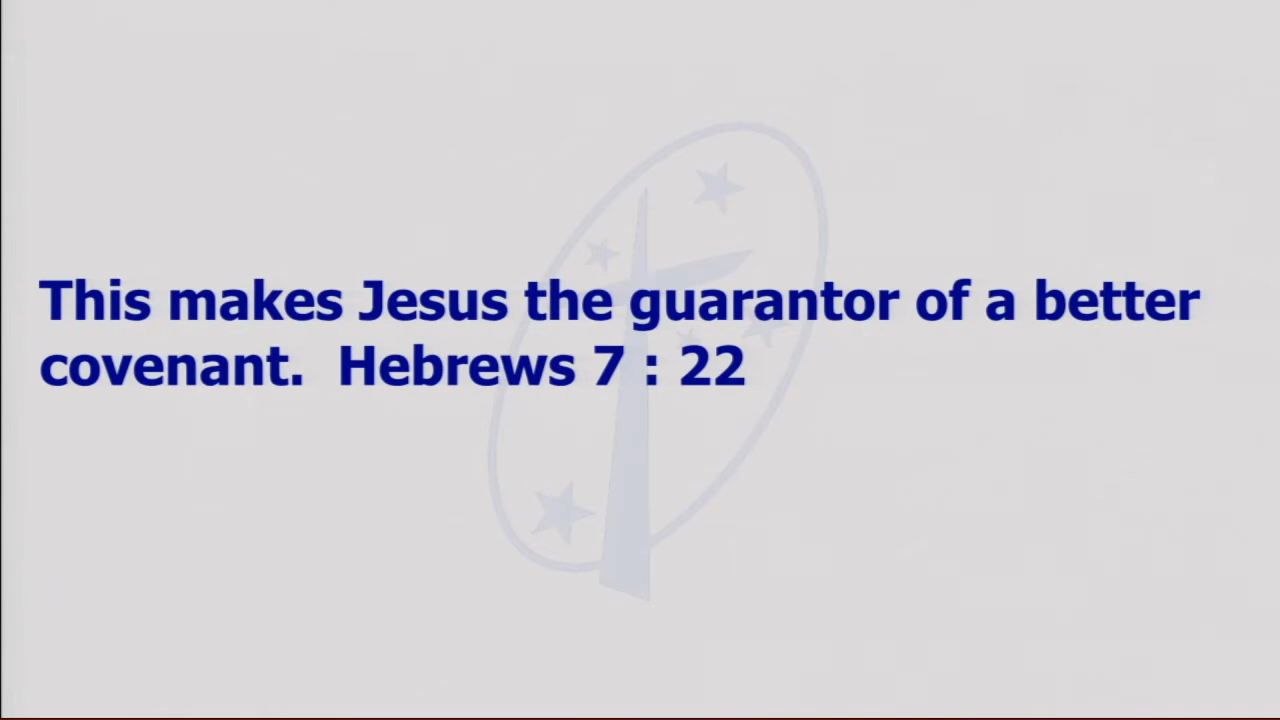 This makes Jesus the guarantor of a better
covenant.  Hebrews 7 : 22